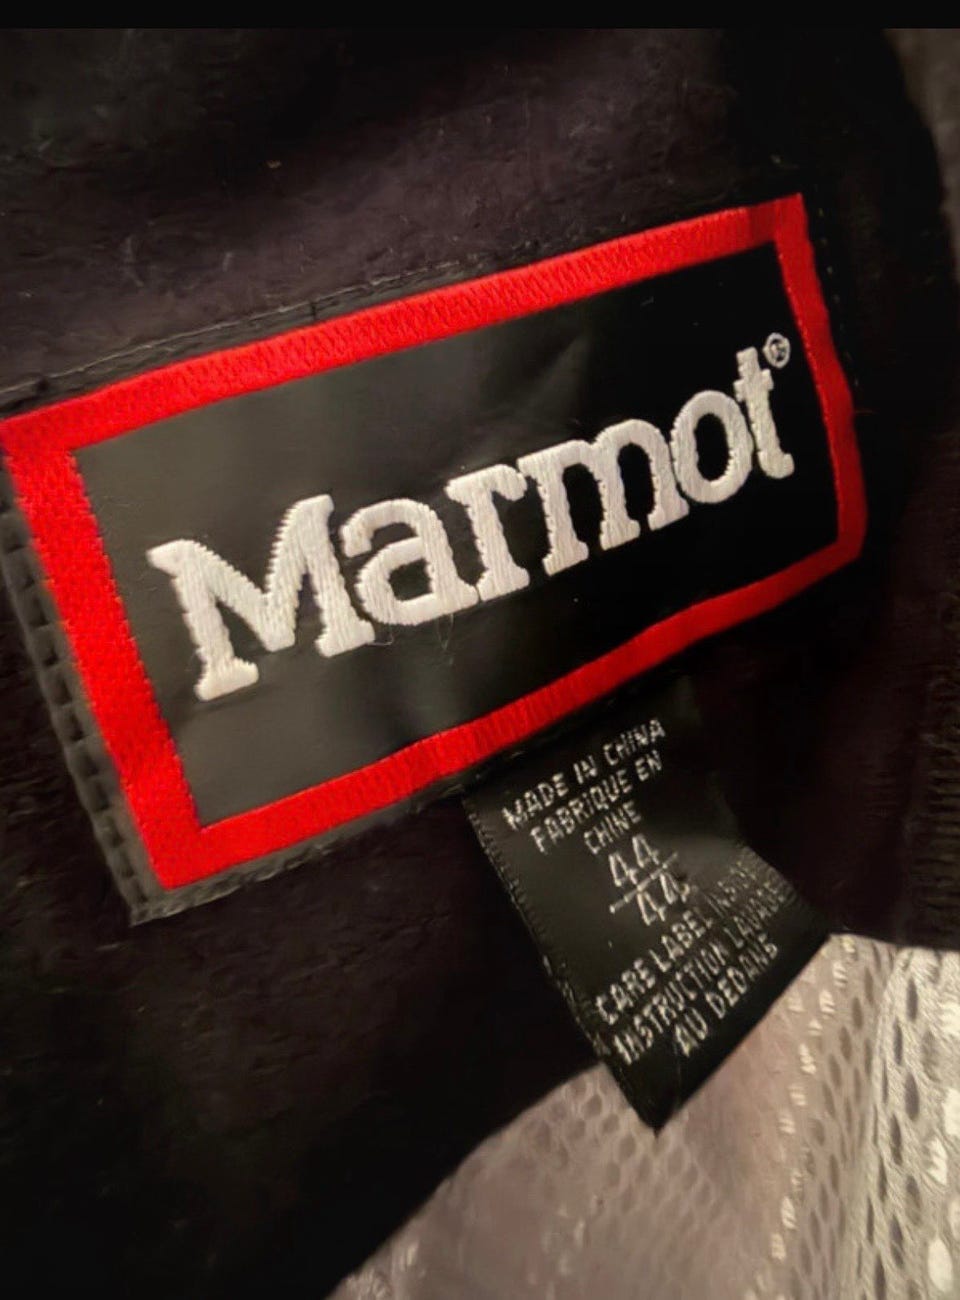 Marmot®
MADE IN CHINA
FABRIQUE EN
CHINE
44
44
CARE LABEL INSIDE
INSTRUCTION LAVAGE
AU DEDANS